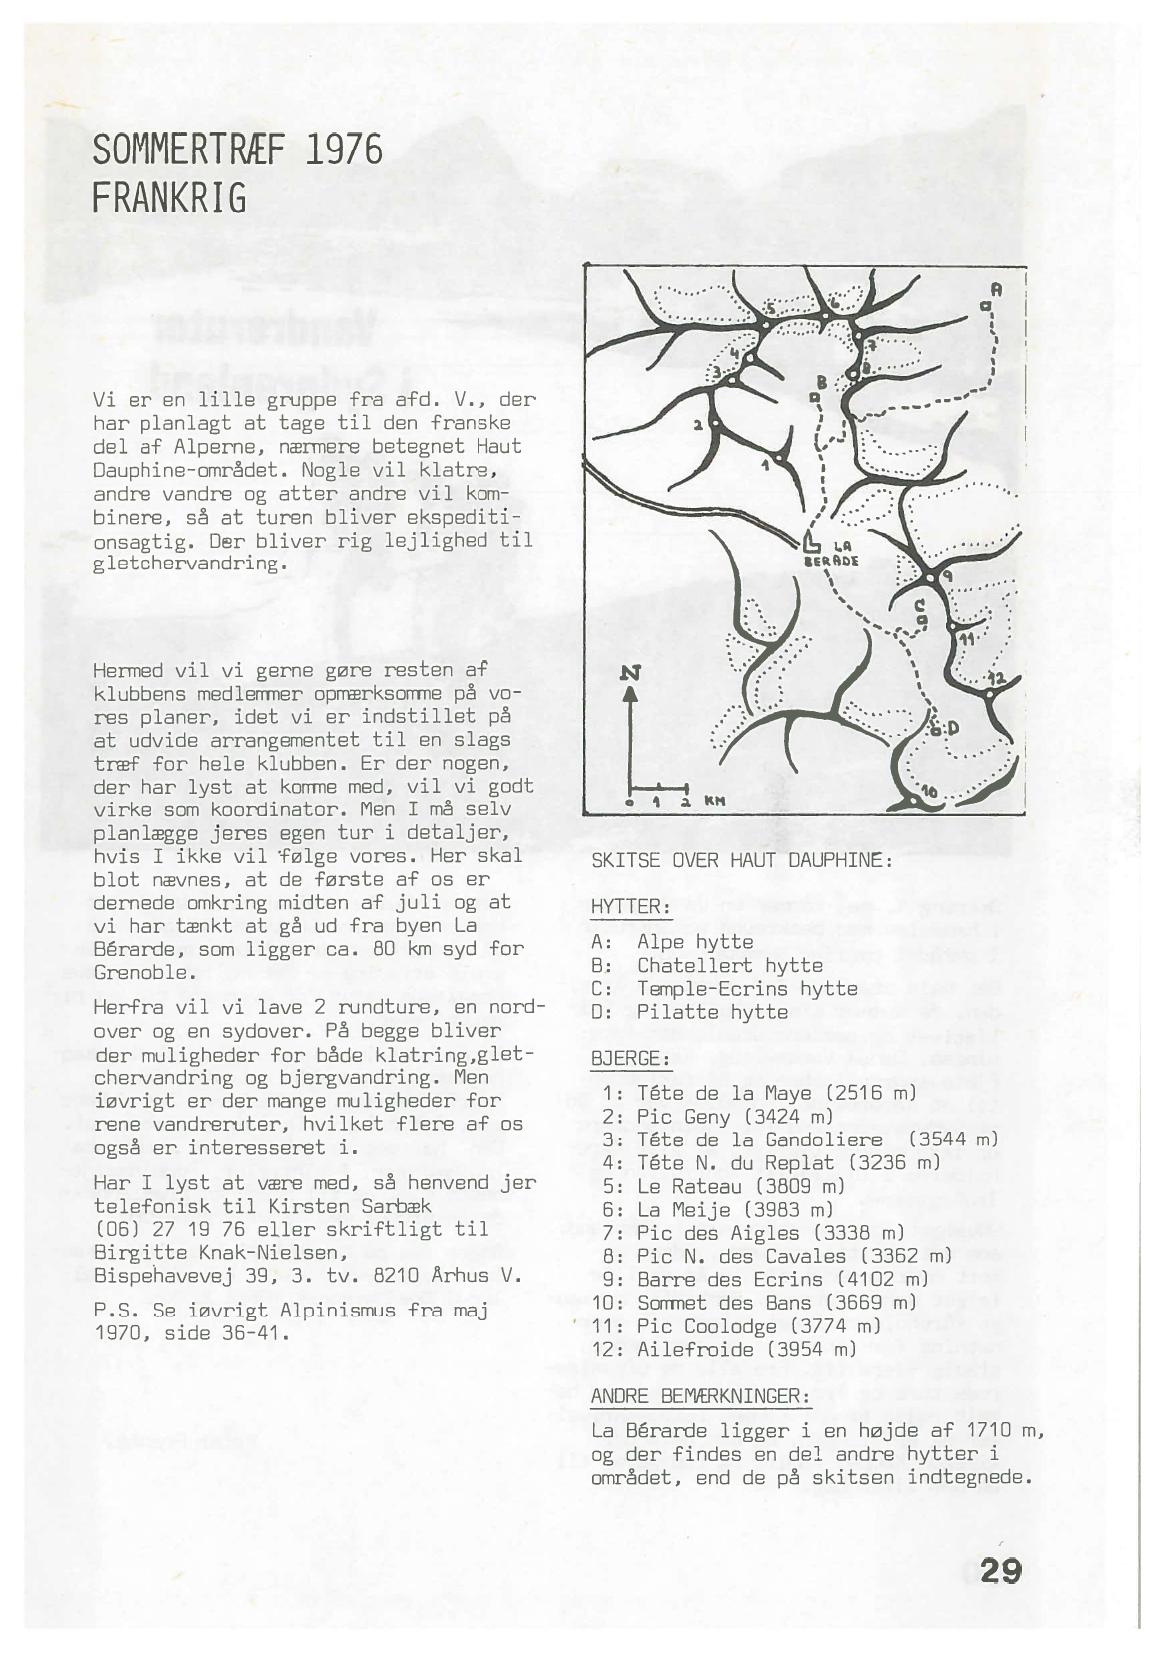 SOMMERTRÆF 1976
FRANKRIG
Vi er en lille gruppe fra afd. V., der
har planlagt at tage til den franske
del af Alperne, nærmere betegnet Haut
Dauphine-området. Nogle vil klatre,
andre vandre og atter andre vil kom-
binere, så at turen bliver ekspediti-
onsagtig. Der bliver rig lejlighed til
gletchervandring.
Hermed vil vi gerne gøre resten af
klubbens medlemmer opmærksomme på vo-
res planer, idet vi er indstillet på
at udvide arrangementet til en slags
træf for hele klubben. Er der nogen,
der har lyst at komme med, vil vi godt
virke som koordinator. Men I må selv
planlægge jeres egen tur i detaljer,
hvis I ikke vil følge vores. Her skal
blot nævnes, at de første af os er
dernede omkring midten af juli og at
vi har tænkt at gå ud fra byen La
Bérarde, som ligger ca. 80 km syd for
Grenoble.
Herfra vil vi lave 2 rundture, en nord-
over og en sydover. På begge bliver
der muligheder for både klatring,glet-
chervandring og bjergvandring. Men
iøvrigt er der mange muligheder for
rene vandreruter, hvilket flere af os
også er interesseret i.
Har I lyst at være med, så henvend jer
telefonisk til Kirsten Sarbæk
(06) 27 19 76 eller skriftligt til
Birgitte Knak-Nielsen,
Bispehavevej 39, 3. tv. 8210 Århus V.
P.S. Se iøvrigt Alpinismus fra maj
1970, side 36-41.
A
5
6
7
4
3
8
B
2
1
LA
BERADE
9
C
11
12
N
D
10
0 1 2 KM
SKITSE OVER HAUT DAUPHINE:
HYTTER:
A: Alpe hytte
B: Chatellert hytte
C: Temple-Ecrins hytte
D: Pilatte hytte
BJERGE:
1: Téte de la Maye (2516 m)
2: Pic Geny (3424 m)
3: Téte de la Gandoliere (3544 m)
4: Téte N. du Replat (3236 m)
5: Le Rateau (3809 m)
6: La Meije (3983 m)
7: Pic des Aigles (3338 m)
8: Pic N. des Cavales (3362 m)
9: Barre des Ecrins (4102 m)
10: Sommet des Bans (3669 m)
11: Pic Coolodge (3774 m)
12: Ailefroide (3954 m)
ANDRE BEMÆRKNINGER:
La Bérarde ligger i en højde af 1710 m,
og der findes en del andre hytter i
området, end de på skitsen indtegnede.
29